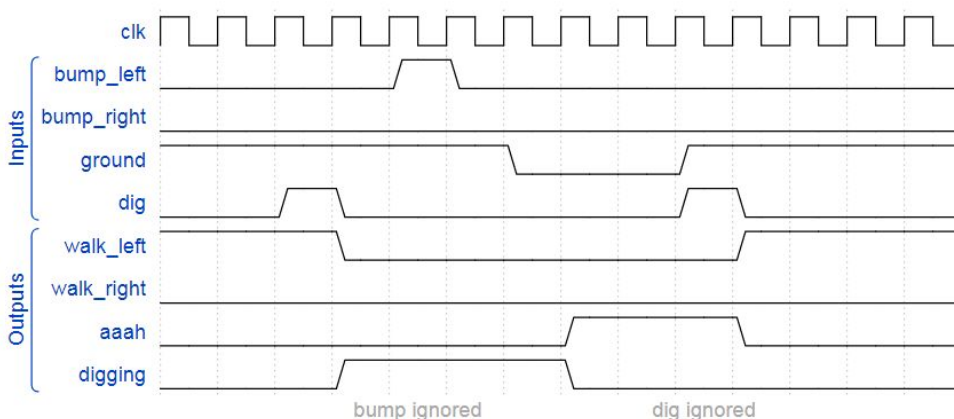 clk
Inputs
bump_left
bump_right
ground
dig
Outputs
walk_left
walk_right
aaah
digging
bump ignored
dig ignored